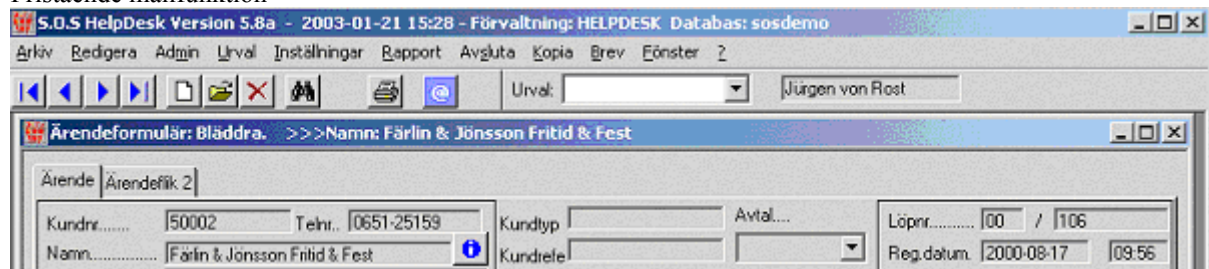 Fristående mailfunktion
S.O.S HelpDesk Version 5.8a - 2003-01-21 15:28 - Förvaltning: HELPDESK Databas: sosdemo
Arkiv Redigera Admin Urval Inställningar Rapport Avsluta Kopia Brev Fönster ?
Urval: Jürgen von Rost
Ärendeformulär: Bläddra. >>>Namn: Färlin & Jönsson Fritid & Fest
Ärende Ärendeflik 2
Kundnr....... 50002 Telnr.. 0651-25159 Kundtyp Avtal.... Löpnr........... 00 / 106
Namn.............. Färlin & Jönsson Fritid & Fest Kundrefe Reg.datum. 2000-08-17 09:56